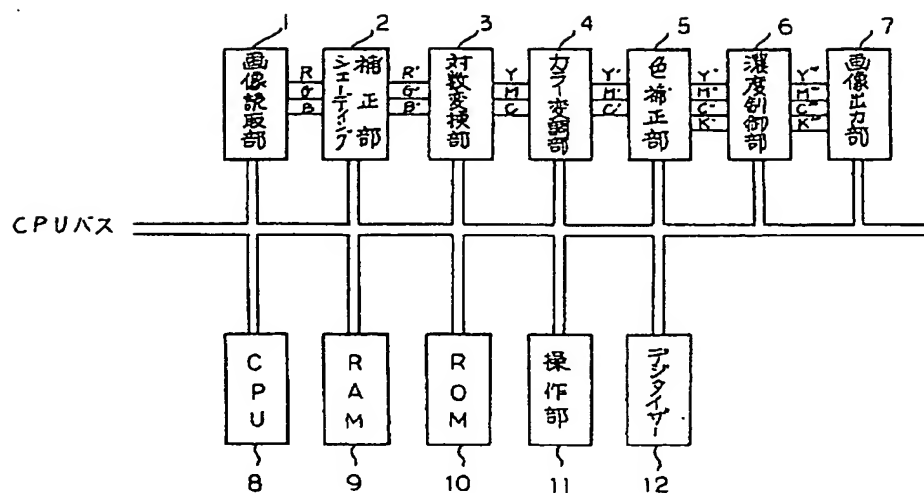 1
2
3
4
5
6
7
画像読取部
R
G
B
シェーディング
補正部
R'
G'
B'
対数変換部
Y
M
C
カラー変調部
Y'
M'
C'
色補正部
Y"
M"
C"
K"
濃度制御部
画像出力部
CPUバス
CPU
RAM
ROM
操作部
デジタイザー
8
9
10
11
12